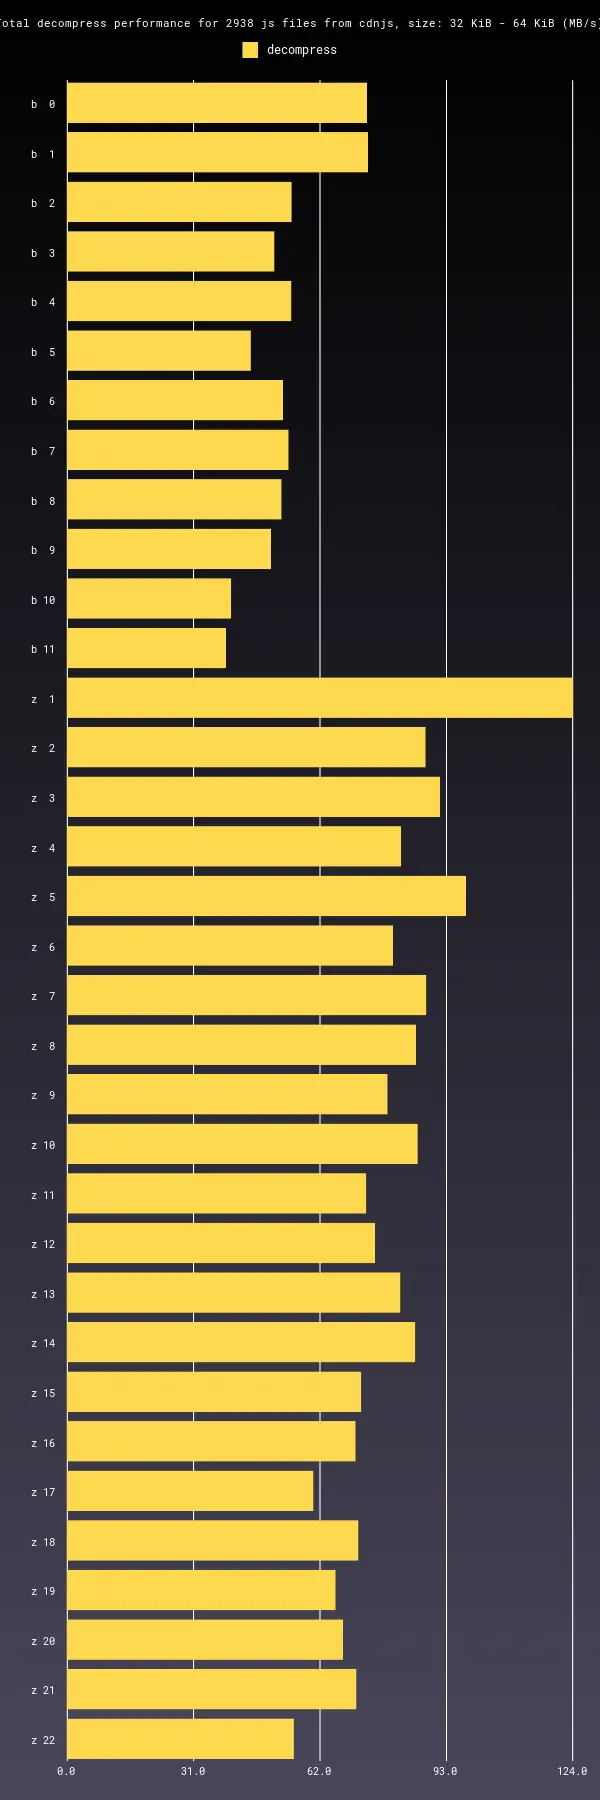 Total decompress performance for 2938 js files from cdnjs, size: 32 KiB - 64 KiB (MB/s)
decompress
b 0
b 1
b 2
b 3
b 4
b 5
b 6
b 7
b 8
b 9
b 10
b 11
z 1
z 2
z 3
z 4
z 5
z 6
z 7
z 8
z 9
z 10
z 11
z 12
z 13
z 14
z 15
z 16
z 17
z 18
z 19
z 20
z 21
z 22
0.0 31.0 62.0 93.0 124.0